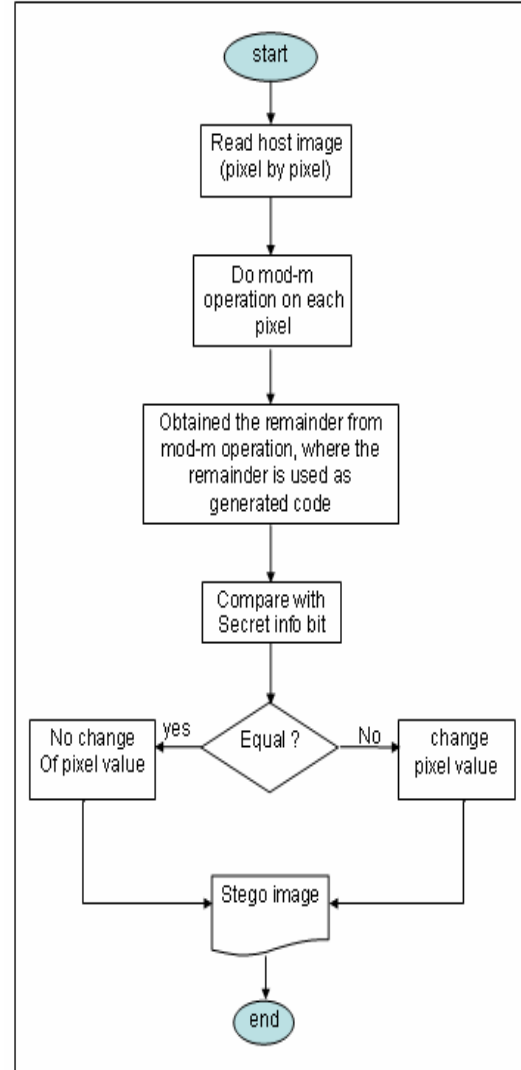 start
Read host image
(pixel by pixel)
Do mod-m
operation on each
pixel
Obtained the remainder from
mod-m operation, where the
remainder is used as
generated code
Compare with
Secret info bit
Equal ?
yes
No
No change
Of pixel value
change
pixel value
Stego image
end